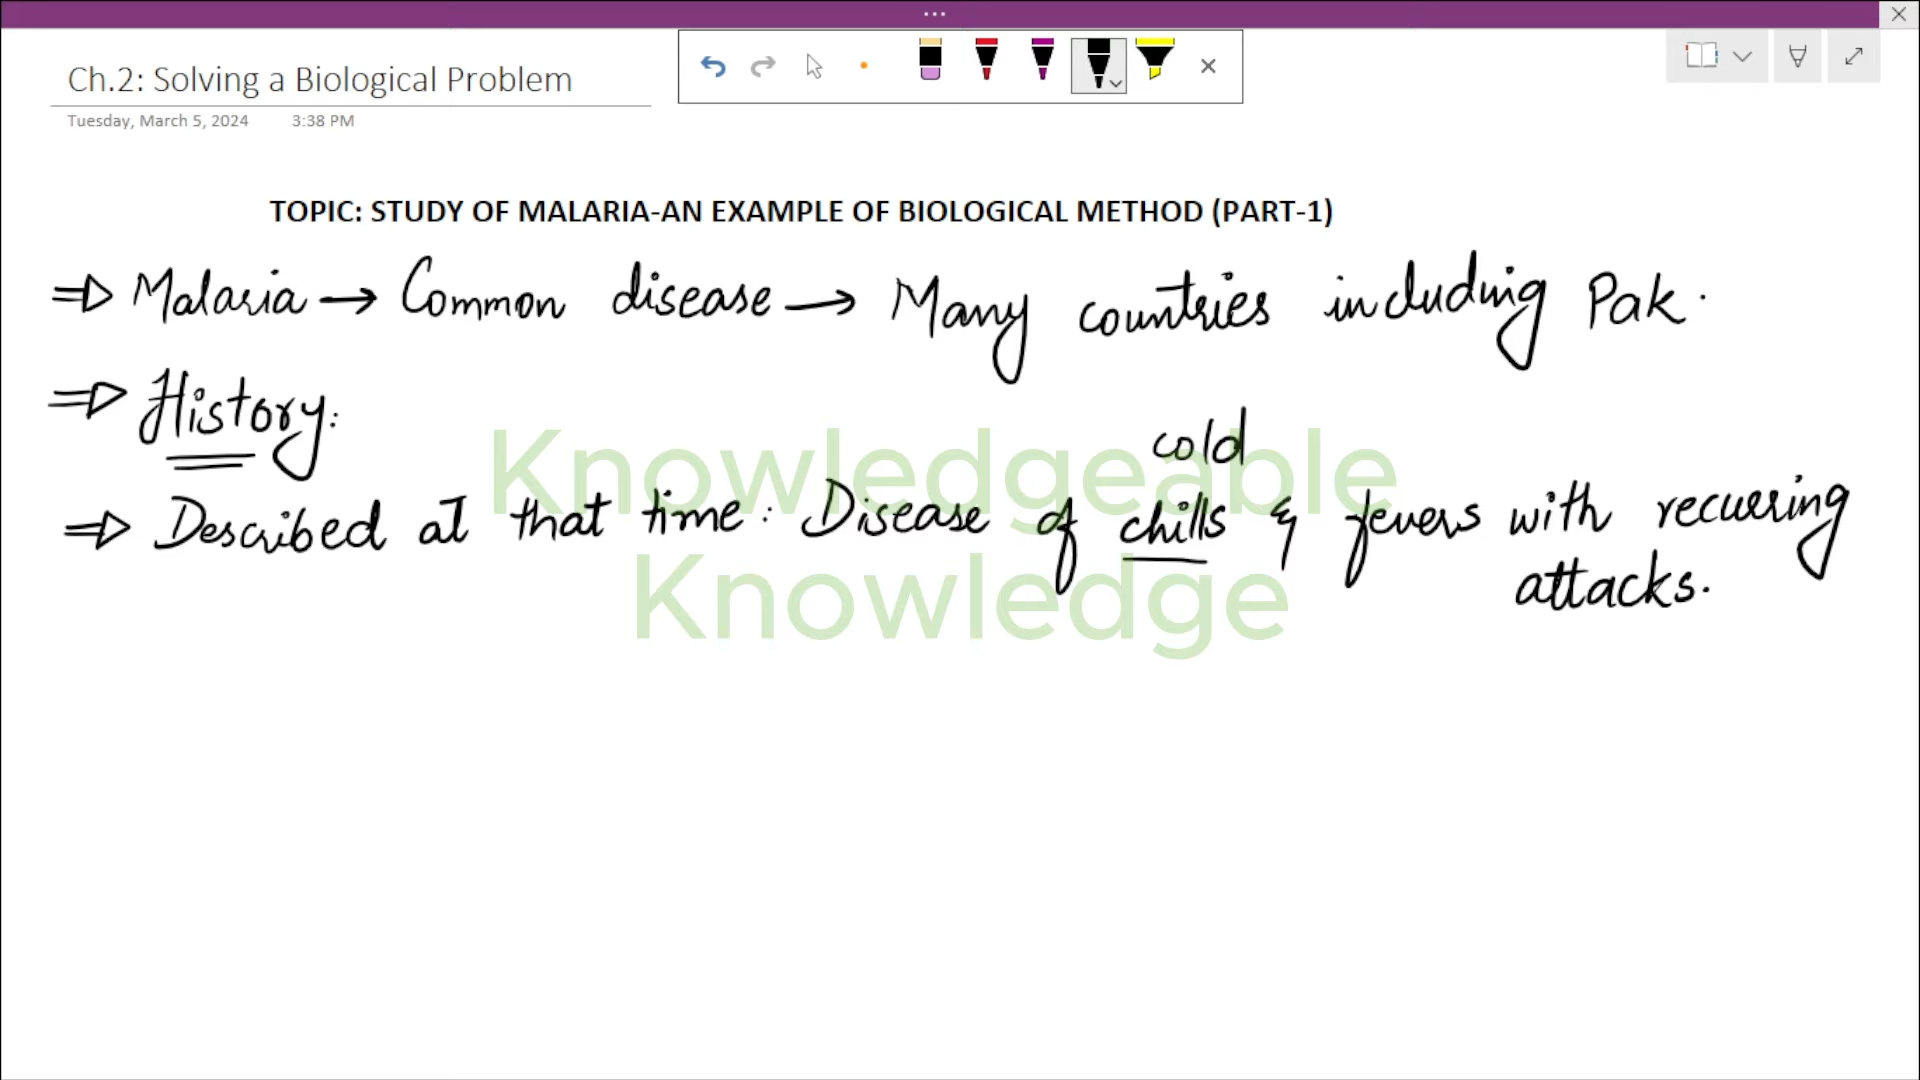 Ch.2: Solving a Biological Problem
Tuesday, March 5, 2024 3:38 PM
TOPIC: STUDY OF MALARIA-AN EXAMPLE OF BIOLOGICAL METHOD (PART-1)
⇒ Malaria → Common disease → Many countries including Pak.
⇒ History:
cold
⇒ Described at that time: Disease of chills & fevers with recurring
attacks.
Knowledgeable
Knowledge